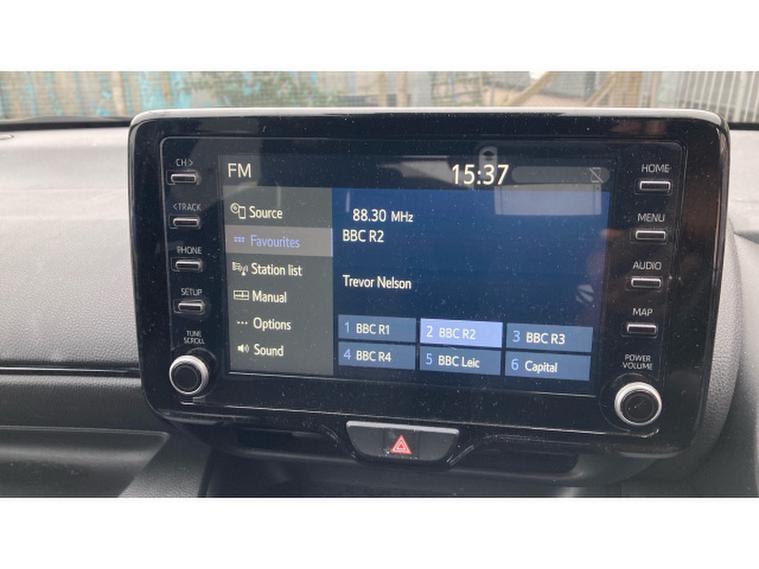 CH>
<TRACK
PHONE
SETUP
TUNE
SCROLL
FM
15:37
Source
Favourites
Station list
Manual
Options
Sound
88.30 MHz
BBC R2
Trevor Nelson
1 BBC R1
2 BBC R2
3 BBC R3
4 BBC R4
5 BBC Leic
6 Capital
HOME
MENU
AUDIO
MAP
POWER
VOLUME